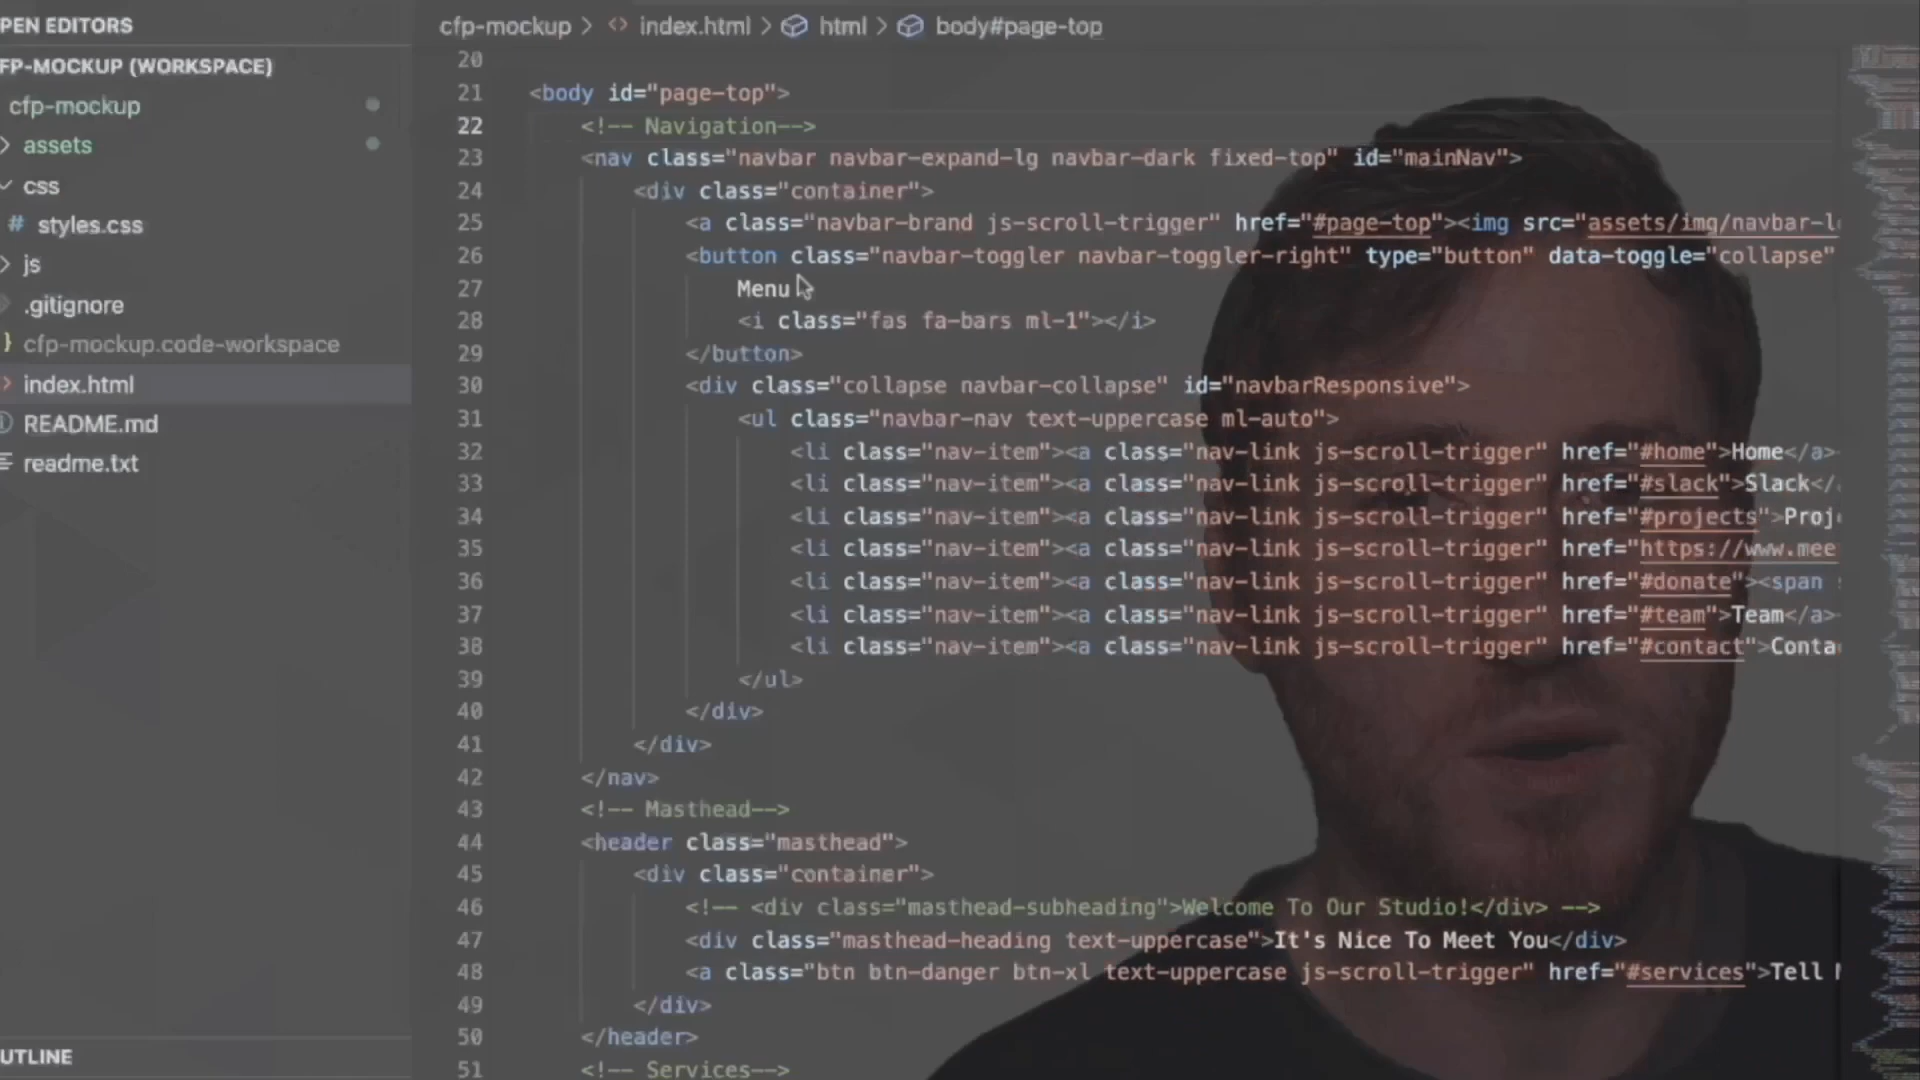 PEN EDITORS
FP-MOCKUP (WORKSPACE)
cfp-mockup
assets
css
# styles.css
js
.gitignore
} cfp-mockup.code-workspace
index.html
README.md
readme.txt
UTLINE
cfp-mockup > <> index.html > html > body#page-top
20
21 <body id="page-top">
22 <!-- Navigation-->
23 <nav class="navbar navbar-expand-lg navbar-dark fixed-top" id="mainNav">
24 <div class="container">
25 <a class="navbar-brand js-scroll-trigger" href="#page-top"><img src="assets/img/navbar-l
26 <button class="navbar-toggler navbar-toggler-right" type="button" data-toggle="collapse"
27 Menu
28 <i class="fas fa-bars ml-1"></i>
29 </button>
30 <div class="collapse navbar-collapse" id="navbarResponsive">
31 <ul class="navbar-nav text-uppercase ml-auto">
32 <li class="nav-item"><a class="nav-link js-scroll-trigger" href="#home">Home</a>
33 <li class="nav-item"><a class="nav-link js-scroll-trigger" href="#slack">Slack</
34 <li class="nav-item"><a class="nav-link js-scroll-trigger" href="#projects">Proj
35 <li class="nav-item"><a class="nav-link js-scroll-trigger" href="https://www.mee
36 <li class="nav-item"><a class="nav-link js-scroll-trigger" href="#donate"><span
37 <li class="nav-item"><a class="nav-link js-scroll-trigger" href="#team">Team</a>
38 <li class="nav-item"><a class="nav-link js-scroll-trigger" href="#contact">Conta
39 </ul>
40 </div>
41 </div>
42 </nav>
43 <!-- Masthead-->
44 <header class="masthead">
45 <div class="container">
46 <!-- <div class="masthead-subheading">Welcome To Our Studio!</div> -->
47 <div class="masthead-heading text-uppercase">It's Nice To Meet You</div>
48 <a class="btn btn-danger btn-xl text-uppercase js-scroll-trigger" href="#services">Tell
49 </div>
50 </header>
51 <!-- Services-->